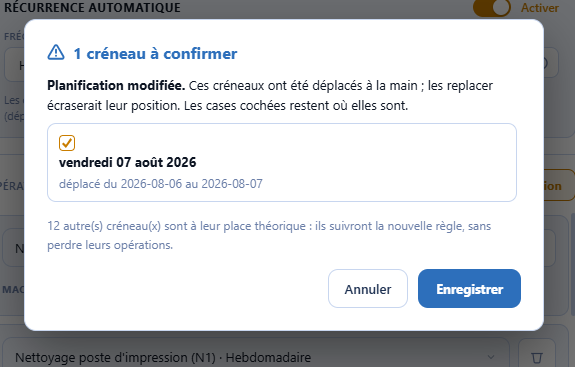 RÉCURRENCE AUTOMATIQUE
Activer
1 créneau à confirmer
Planification modifiée. Ces créneaux ont été déplacés à la main ; les replacer
écraserait leur position. Les cases cochées restent où elles sont.
vendredi 07 août 2026
déplacé du 2026-08-06 au 2026-08-07
12 autre(s) créneau(x) sont à leur place théorique : ils suivront la nouvelle règle, sans
perdre leurs opérations.
Annuler
Enregistrer
Nettoyage poste d'impression (N1) · Hebdomadaire